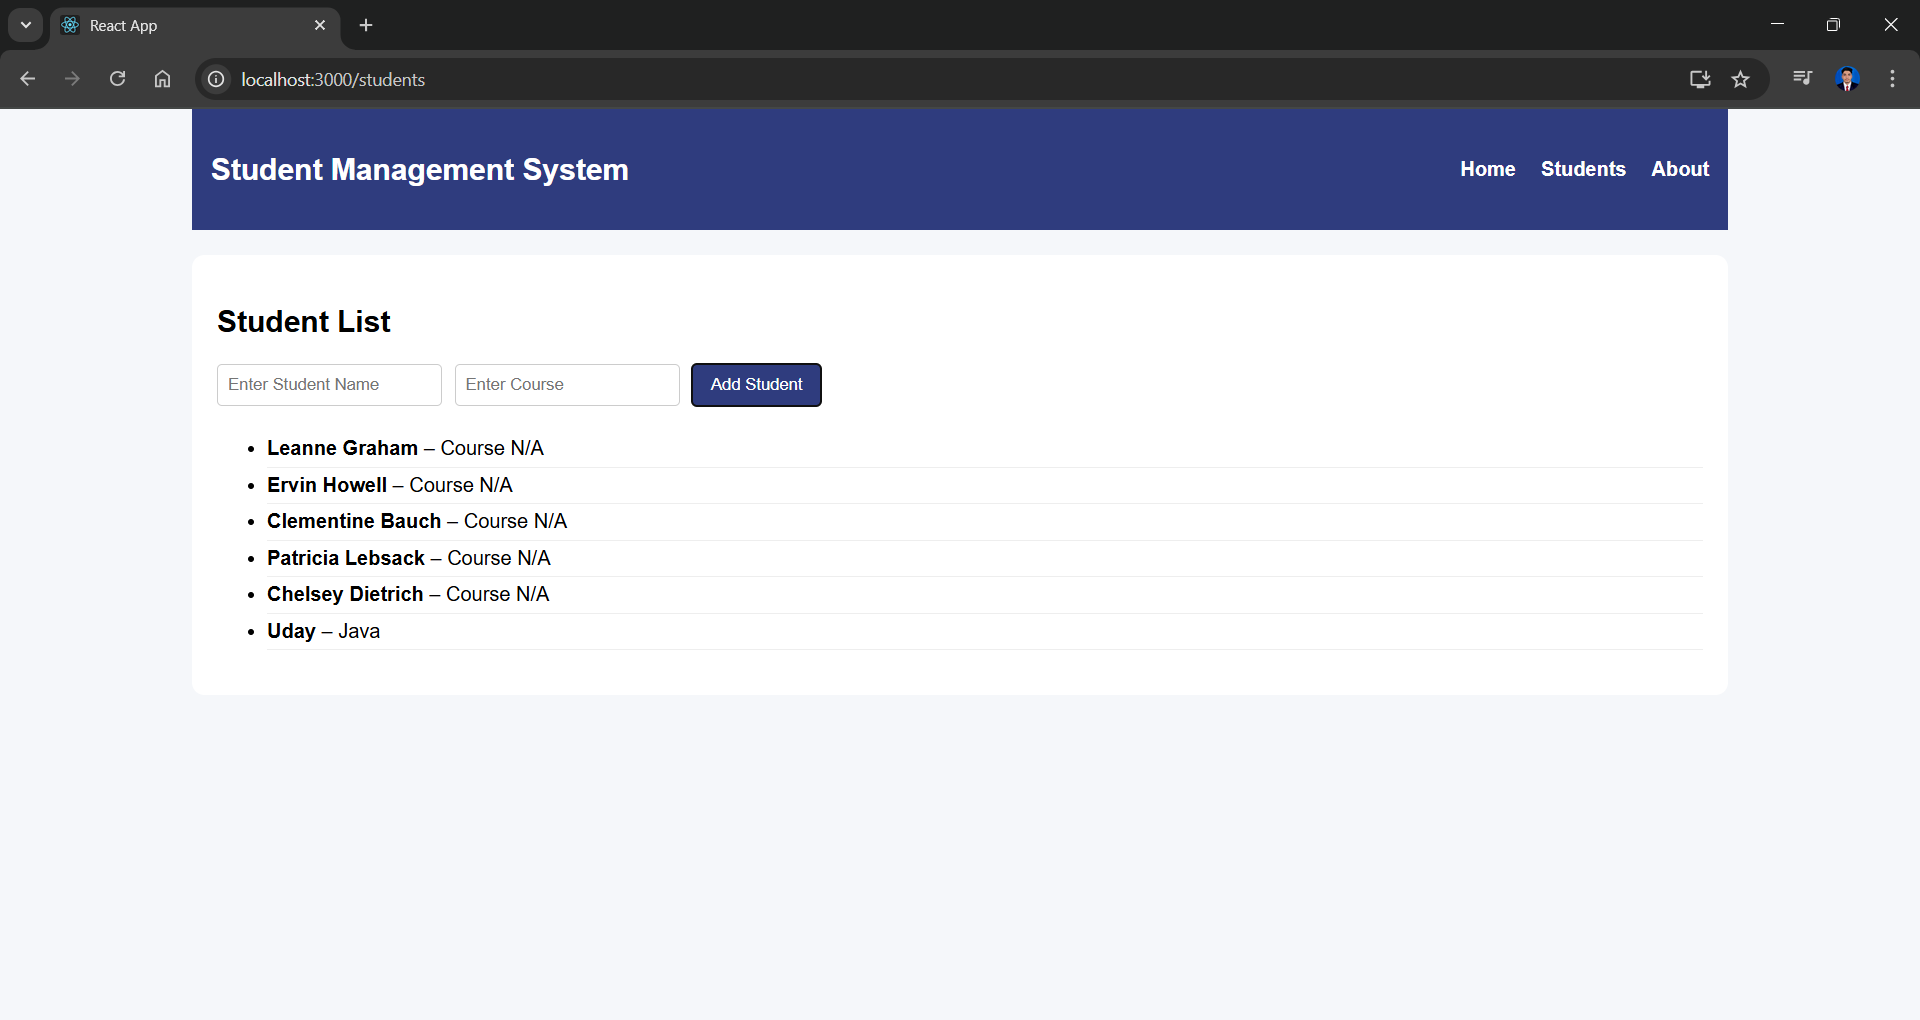 React App
localhost:3000/students
Student Management System
Home Students About
Student List
Enter Student Name Enter Course Add Student
• Leanne Graham – Course N/A
• Ervin Howell – Course N/A
• Clementine Bauch – Course N/A
• Patricia Lebsack – Course N/A
• Chelsey Dietrich – Course N/A
• Uday – Java